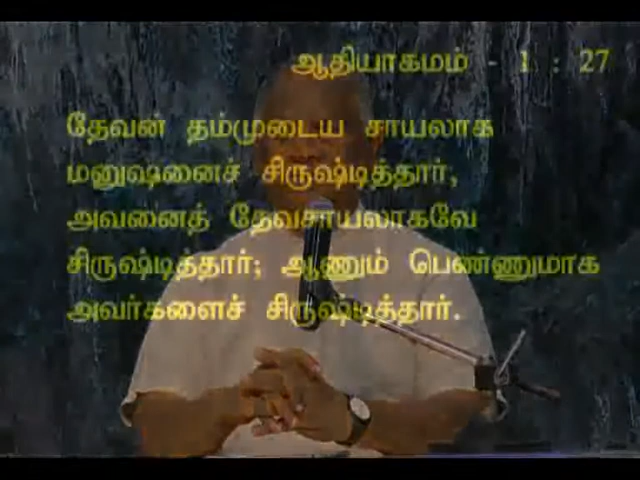 ஆதியாகமம் - 1 : 27
தேவன் தம்முடைய சாயலாக
மனுஷனைச் சிருஷ்டித்தார்,
அவனைத் தேவசாயலாகவே
சிருஷ்டித்தார்; ஆணும் பெண்ணுமாக
அவர்களைச் சிருஷ்டித்தார்.